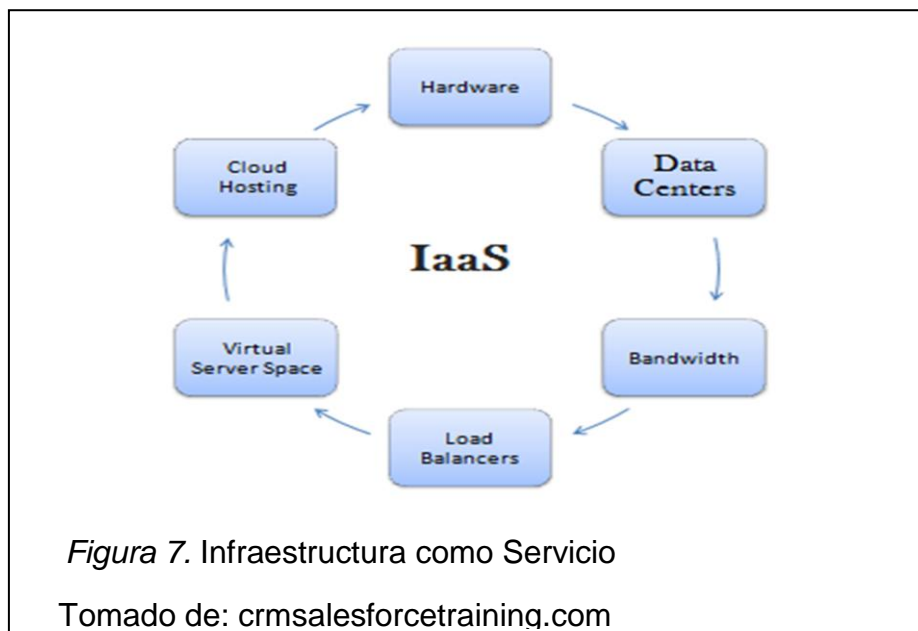 Hardware
Data
Centers
Bandwidth
Load
Balancers
Virtual
Server Space
Cloud
Hosting
IaaS
Figura 7. Infraestructura como Servicio
Tomado de: crmsalesforcetraining.com